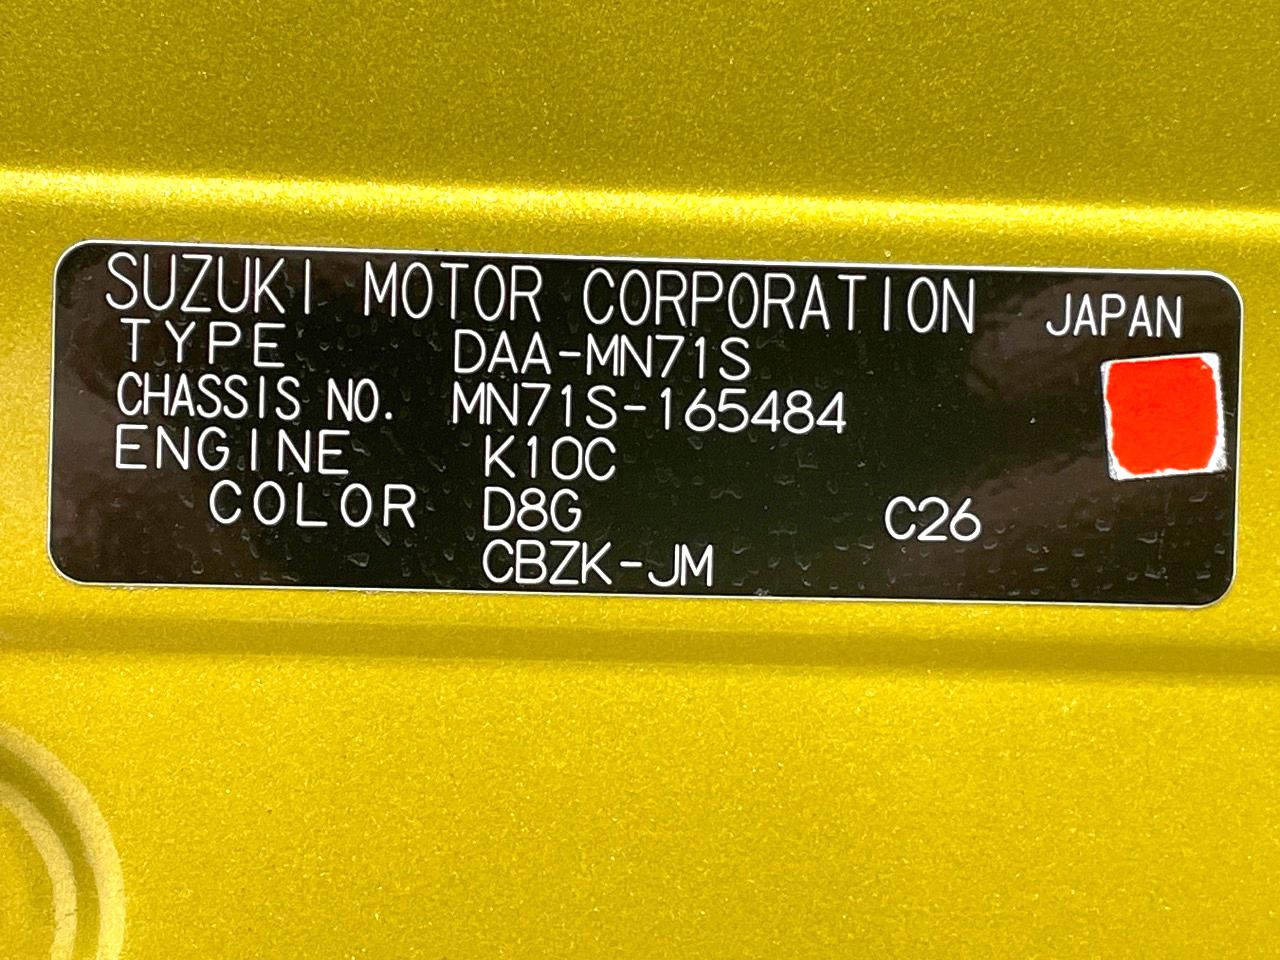 SUZUKI MOTOR CORPORATION JAPAN
TYPE DAA-MN71S
CHASSIS NO. MN71S-165484
ENGINE K10C
COLOR D8G C26
CBZK-JM